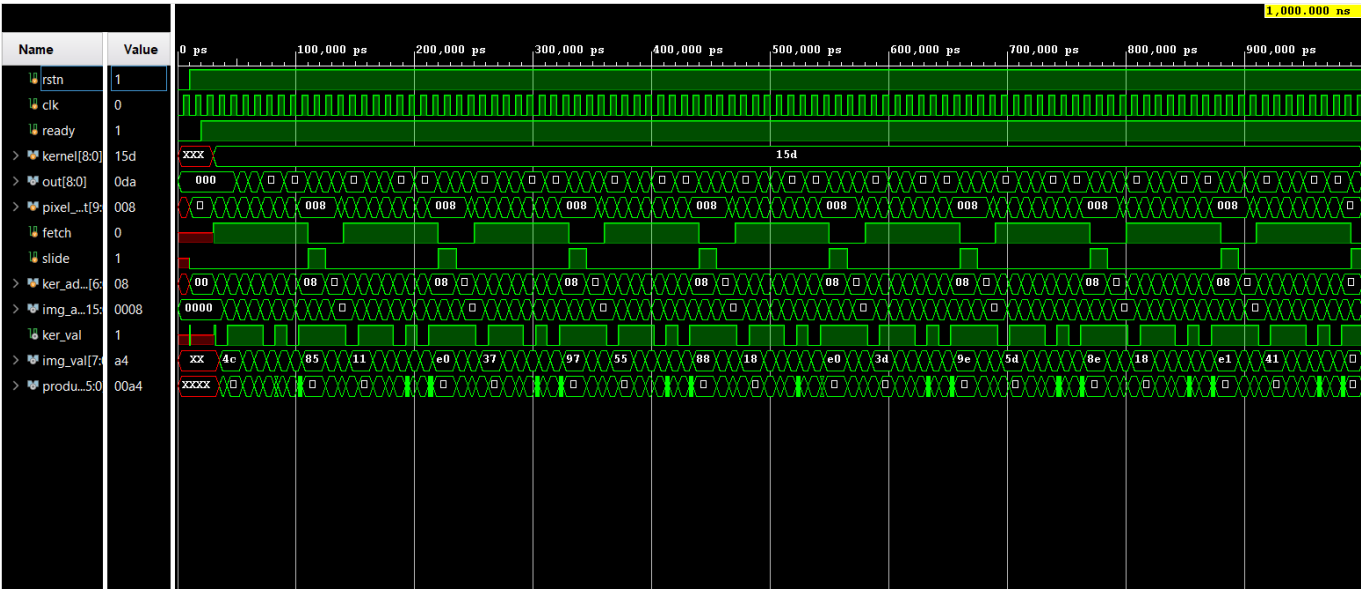 1,000.000 ns
Name Value
0 ps 100,000 ps 200,000 ps 300,000 ps 400,000 ps 500,000 ps 600,000 ps 700,000 ps 800,000 ps 900,000 ps
rstn 1
clk 0
ready 1
kernel[8:0] 15d XXX 15d
out[8:0] 0da 000
pixel_...t[9: 008 008 008 008 008 008 008 008 008
fetch 0
slide 1
ker_ad...[6: 08 00 08 08 08 08 08 08 08 08
img_a...15: 0008 0000
ker_val 1
img_val[7: a4 XX 4c 85 11 e0 37 97 55 88 18 e0 3d 9e 5d 8e 18 e1 41
produ...5:0 00a4 XXXX